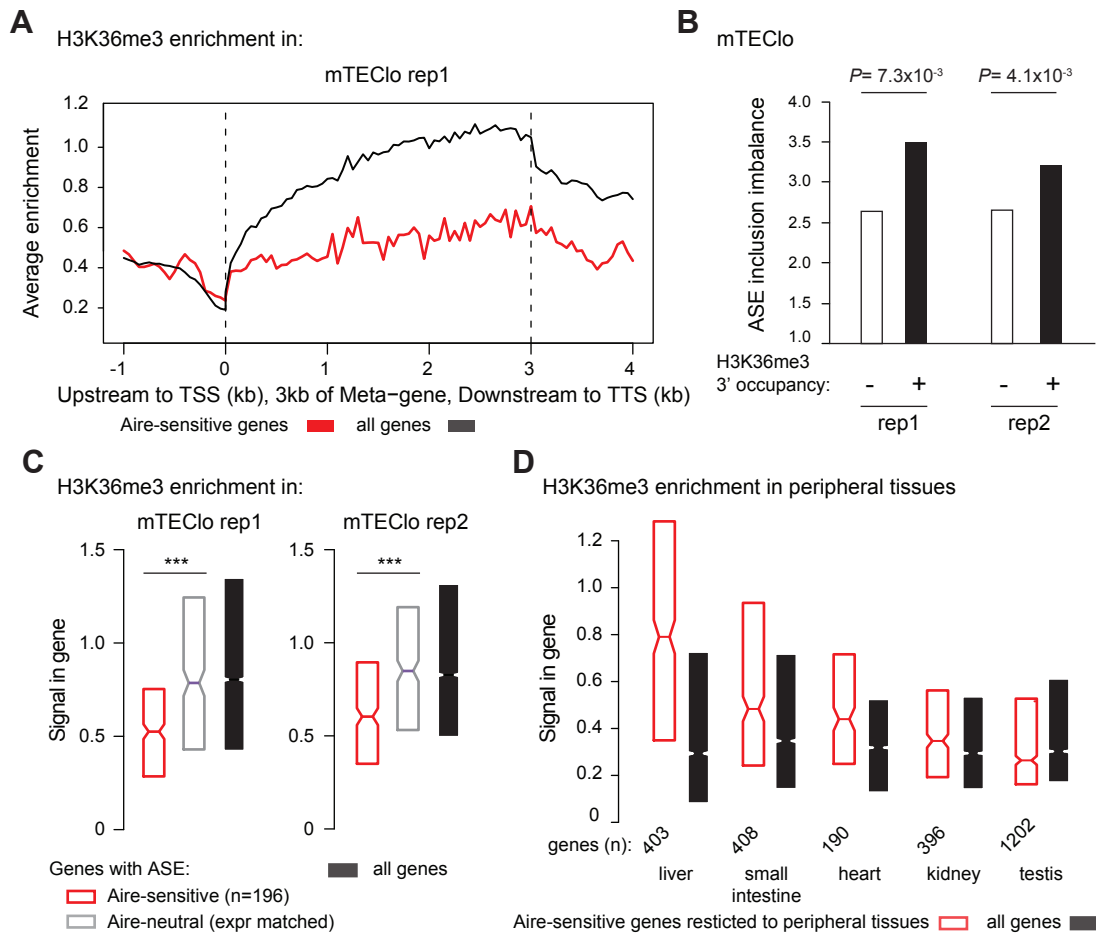 A
H3K36me3 enrichment in:
mTEClo rep1
Average enrichment
1.2
1.0
0.8
0.6
0.4
0.2
-1 0 1 2 3 4
Upstream to TSS (kb), 3kb of Meta−gene, Downstream to TTS (kb)
Aire-sensitive genes all genes
B
mTEClo
P= 7.3x10⁻³ P= 4.1x10⁻³
ASE inclusion imbalance
4.0
3.5
3.0
2.5
2.0
1.5
1.0
H3K36me3
3' occupancy: - + - +
rep1 rep2
C
H3K36me3 enrichment in:
mTEClo rep1 mTEClo rep2
Signal in gene
1.5 1.5
*** ***
1.0 1.0
0.5 0.5
0 0
Genes with ASE: all genes
Aire-sensitive (n=196)
Aire-neutral (expr matched)
D
H3K36me3 enrichment in peripheral tissues
Signal in gene
1.2
1.0
0.8
0.6
0.4
0.2
0
genes (n): 403 408 190 396 1202
liver small heart kidney testis
intestine
Aire-sensitive genes resticted to peripheral tissues all genes